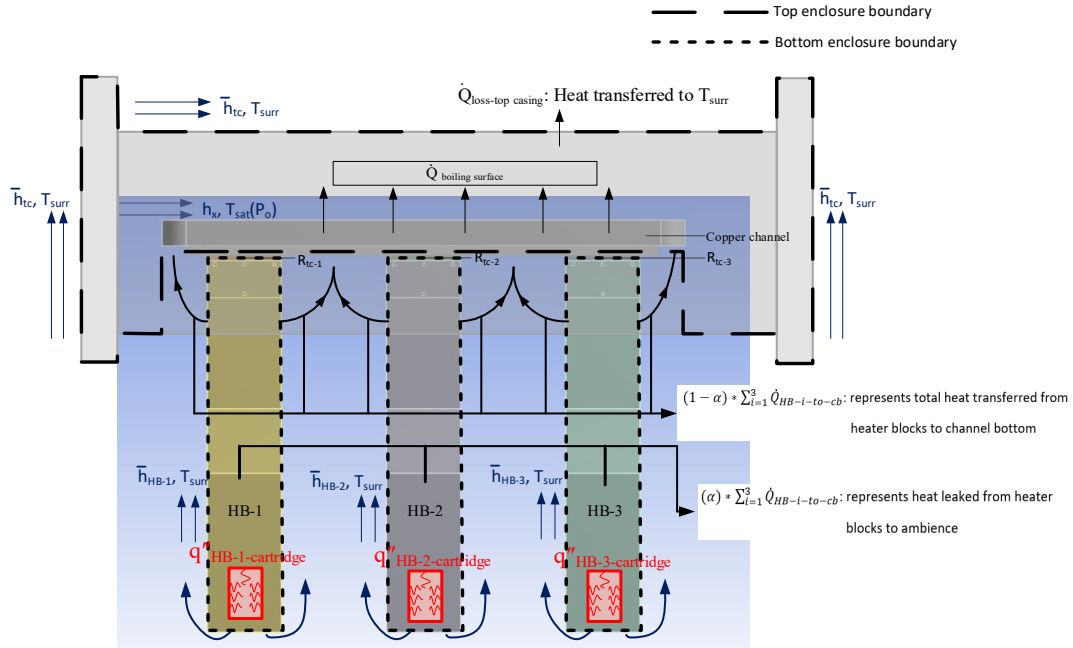 Top enclosure boundary
Bottom enclosure boundary
Q̇loss-top casing: Heat transferred to Tsurr
h̅tc, Tsurr
Q̇ boiling surface
h̅tc, Tsurr
h̅tc, Tsurr
hx, Tsat(Po)
Copper channel
Rtc-1
Rtc-2
Rtc-3
(1 − α) * ∑³ᵢ₌₁ Q̇HB−i−to−cb: represents total heat transferred from
heater blocks to channel bottom
h̅HB-1, Tsurr
h̅HB-2, Tsurr
h̅HB-3, Tsurr
(α) * ∑³ᵢ₌₁ Q̇HB−i−to−cb: represents heat leaked from heater
blocks to ambience
HB-1
HB-2
HB-3
q"HB-1-cartridge
q"HB-2-cartridge
q"HB-3-cartridge